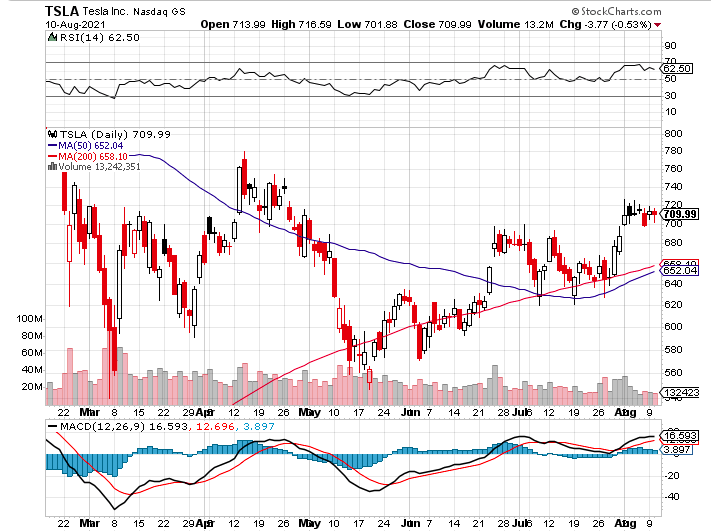 TSLA Tesla Inc. Nasdaq GS
© StockCharts.com
10-Aug-2021
Open 713.99 High 716.59 Low 701.88 Close 709.99 Volume 13.2M Chg -3.77 (-0.53%)
RSI(14) 62.50
90
70
62.50
50
30
10
TSLA (Daily) 709.99
MA(50) 652.04
MA(200) 658.10
Volume 13,242,351
800
780
760
740
720
709.99
700
680
658.10
652.04
640
620
600
580
560
540
100M
80M
60M
40M
20M
1132423
22 Mar 8 15 22 29 Apr 12 19 26 May 10 17 24 Jun 7 14 21 28 Jul 12 19 26 Aug 9
MACD(12,26,9) 16.593, 12.696, 3.897
20
16.593
3.897
-20
-40
22 Mar 8 15 22 29 Apr 12 19 26 May 10 17 24 Jun 7 14 21 28 Jul 12 19 26 Aug 9